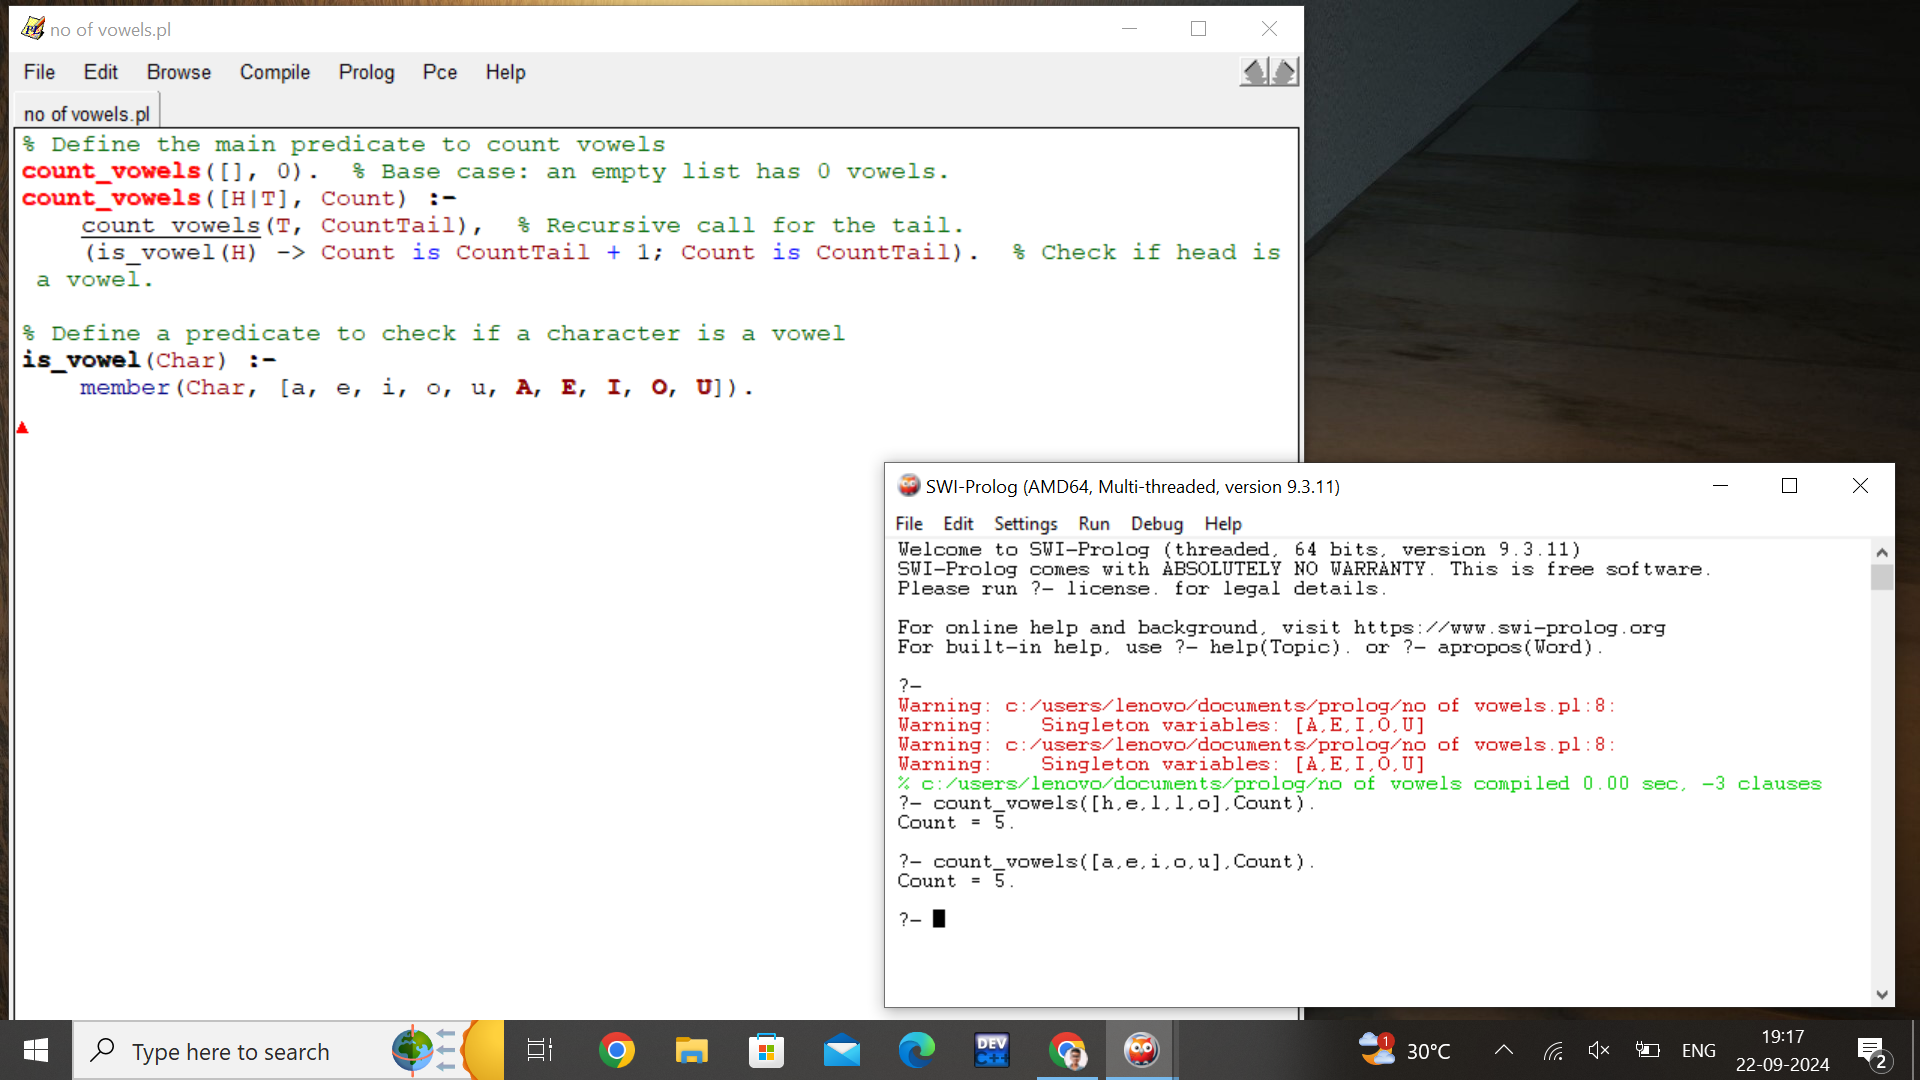 no of vowels.pl
File Edit Browse Compile Prolog Pce Help
no of vowels.pl
% Define the main predicate to count vowels
count_vowels([], 0).  % Base case: an empty list has 0 vowels.
count_vowels([H|T], Count) :-
    count_vowels(T, CountTail),  % Recursive call for the tail.
    (is_vowel(H) -> Count is CountTail + 1; Count is CountTail).  % Check if head is
 a vowel.
% Define a predicate to check if a character is a vowel
is_vowel(Char) :-
    member(Char, [a, e, i, o, u, A, E, I, O, U]).
SWI-Prolog (AMD64, Multi-threaded, version 9.3.11)
File Edit Settings Run Debug Help
Welcome to SWI-Prolog (threaded, 64 bits, version 9.3.11)
SWI-Prolog comes with ABSOLUTELY NO WARRANTY. This is free software.
Please run ?- license. for legal details.
For online help and background, visit https://www.swi-prolog.org
For built-in help, use ?- help(Topic). or ?- apropos(Word).
?-
Warning: c:/users/lenovo/documents/prolog/no of vowels.pl:8:
Warning:    Singleton variables: [A,E,I,O,U]
Warning: c:/users/lenovo/documents/prolog/no of vowels.pl:8:
Warning:    Singleton variables: [A,E,I,O,U]
% c:/users/lenovo/documents/prolog/no of vowels compiled 0.00 sec, -3 clauses
?- count_vowels([h,e,l,l,o],Count).
Count = 5.
?- count_vowels([a,e,i,o,u],Count).
Count = 5.
?-
Type here to search
DEV C++
1
30°C
ENG
19:17
22-09-2024
2